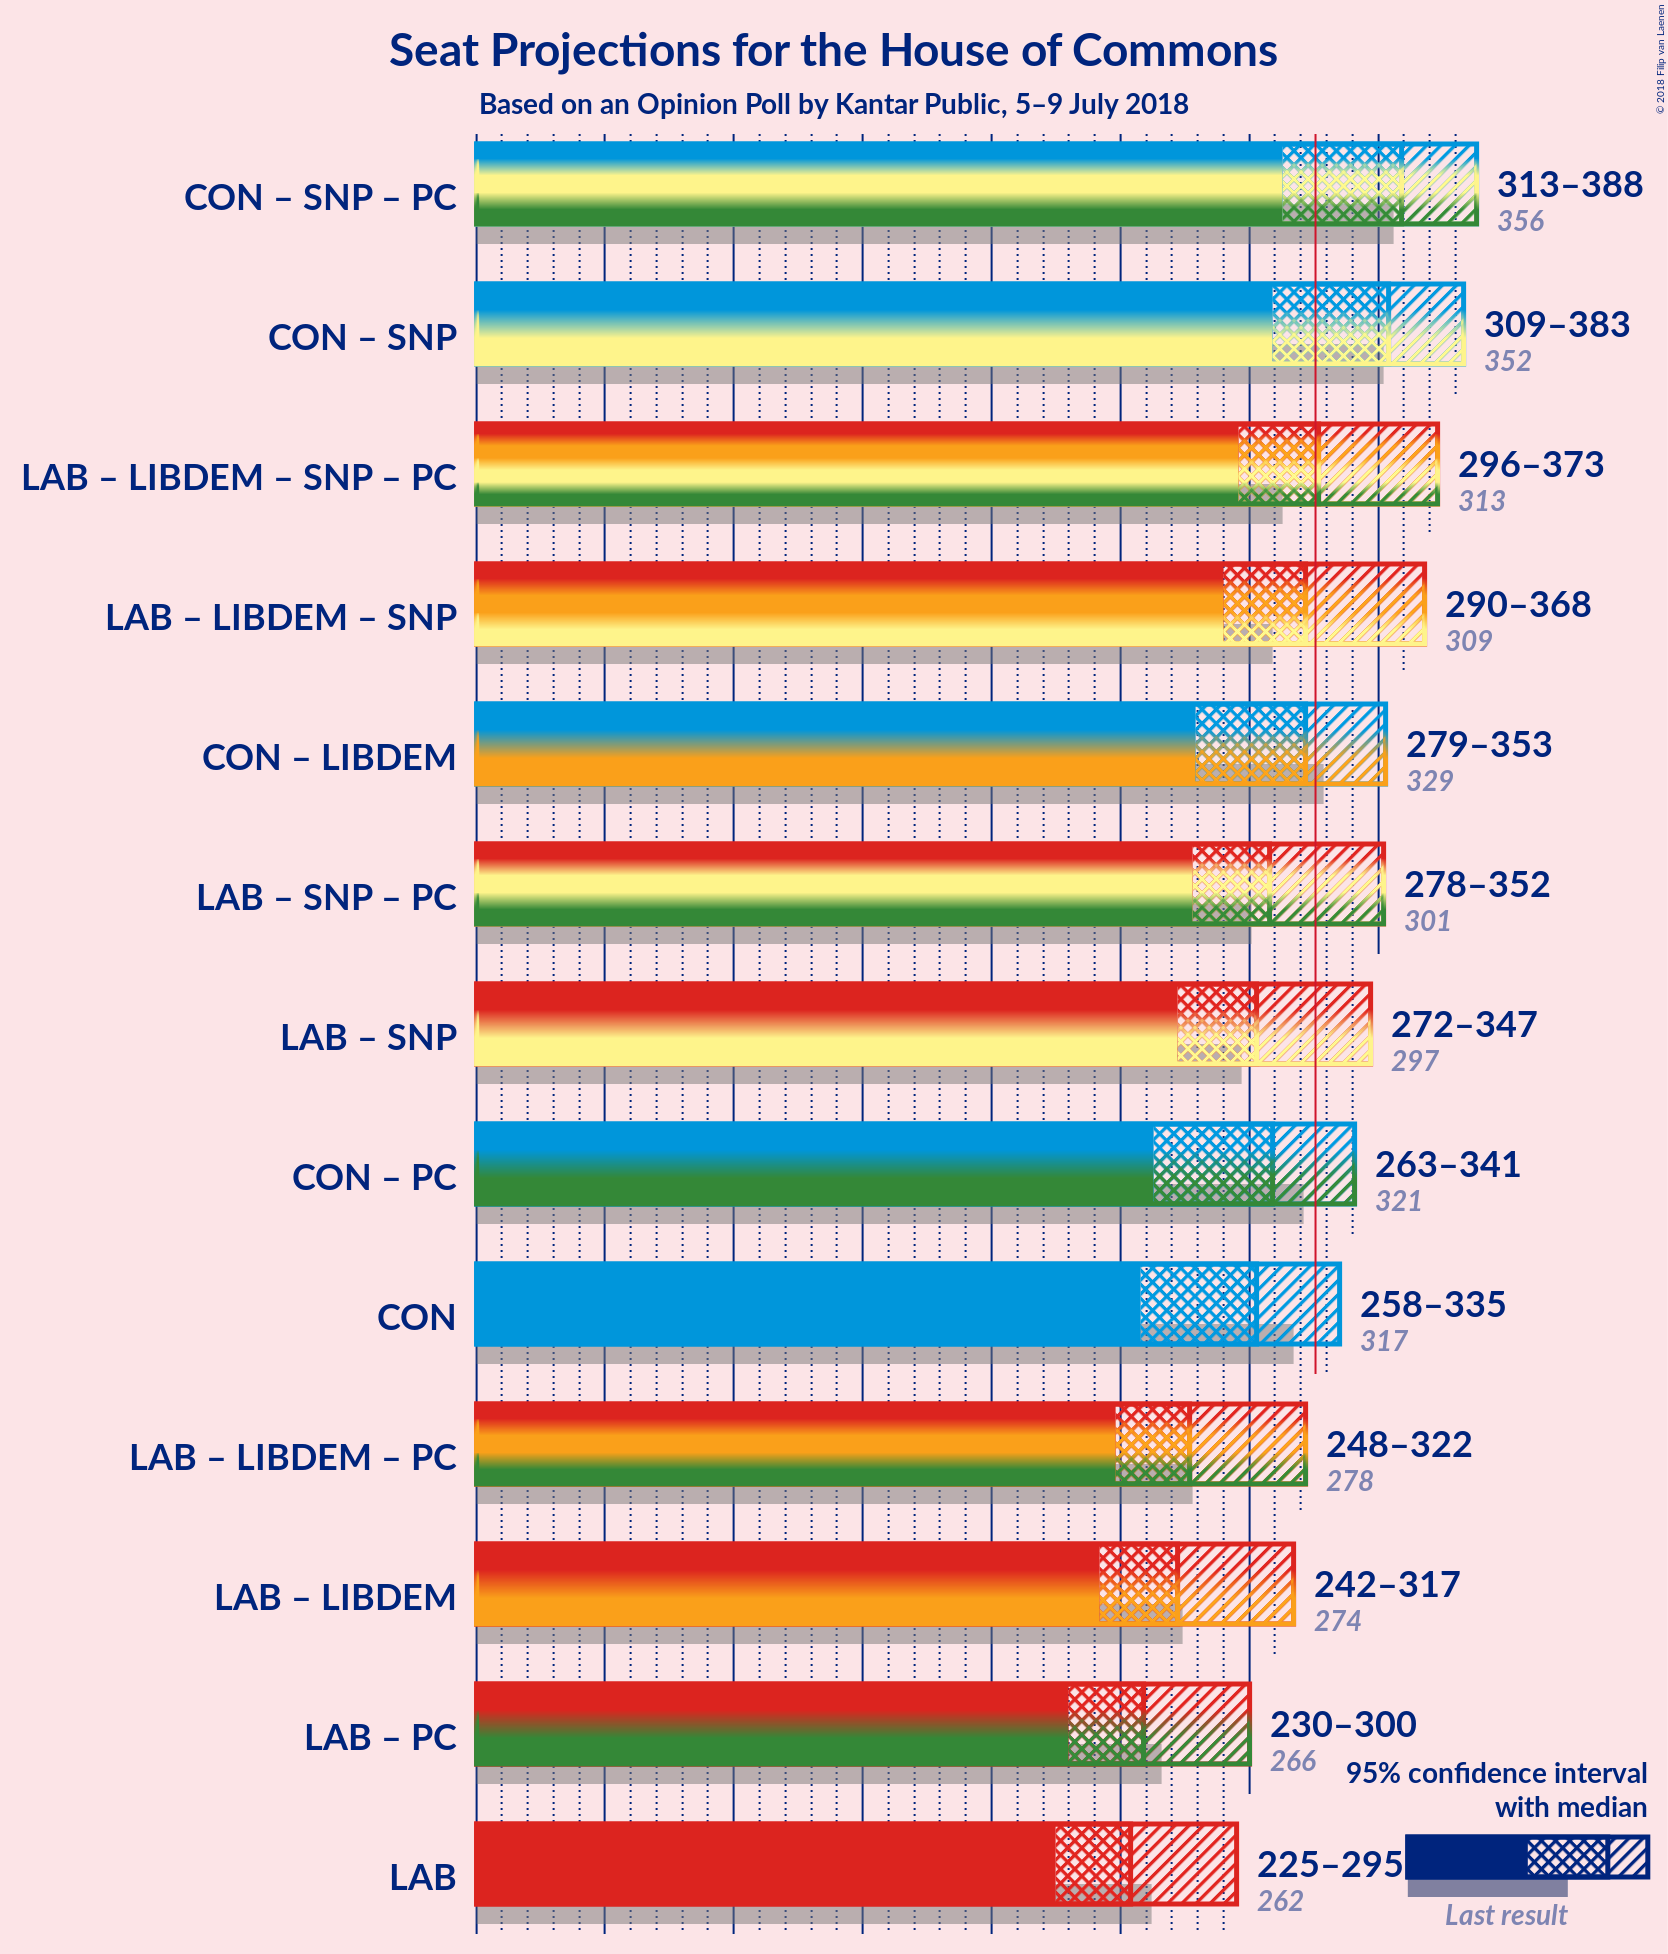 Seat Projections for the House of Commons
Based on an Opinion Poll by Kantar Public, 5–9 July 2018
© 2018 Filip van Laenen
CON – SNP – PC
313–388
356
CON – SNP
309–383
352
LAB – LIBDEM – SNP – PC
296–373
313
LAB – LIBDEM – SNP
290–368
309
CON – LIBDEM
279–353
329
LAB – SNP – PC
278–352
301
LAB – SNP
272–347
297
CON – PC
263–341
321
CON
258–335
317
LAB – LIBDEM – PC
248–322
278
LAB – LIBDEM
242–317
274
LAB – PC
230–300
266
LAB
225–295
262
95% confidence interval
with median
Last result